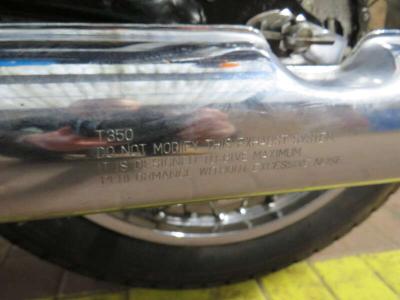 T350
DO NOT MODIFY THIS EXHAUST SYSTEM
IT IS DESIGNED TO GIVE MAXIMUM
PERFORMANCE WITHOUT EXCESSIVE NOISE